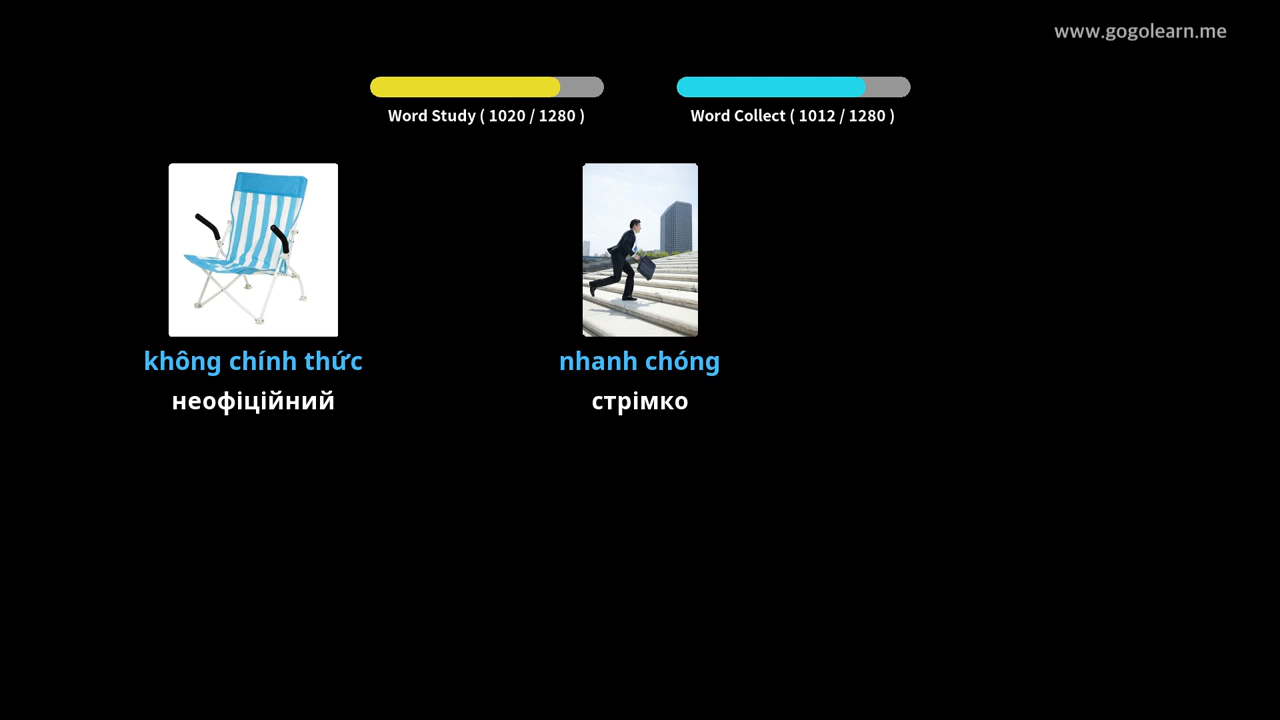 www.gogolearn.me
Word Study ( 1020 / 1280 )
Word Collect ( 1012 / 1280 )
không chính thức
неофіційний
nhanh chóng
стрімко